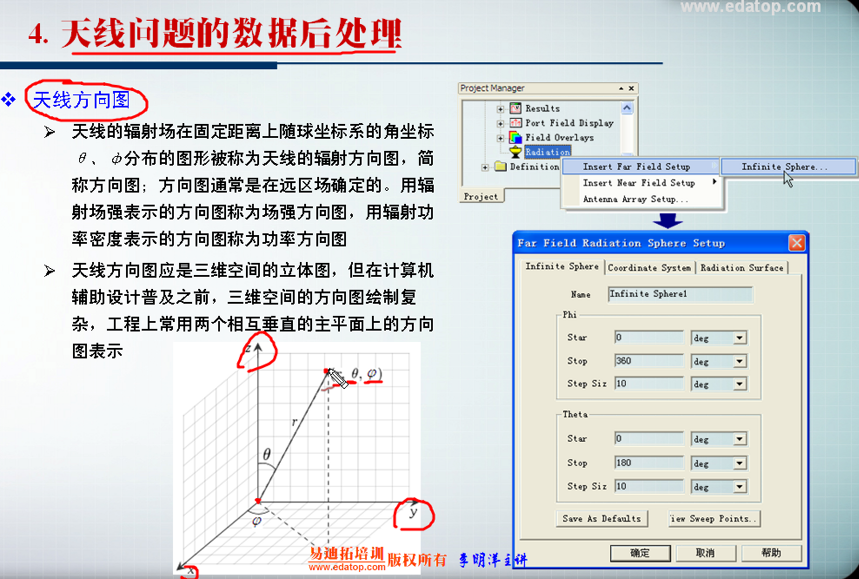 www.edatop.com
4. 天线问题的数据后处理
天线方向图
天线的辐射场在固定距离上随球坐标系的角坐标
θ、φ分布的图形被称为天线的辐射方向图，简
称方向图；方向图通常是在远区场确定的。用辐
射场强表示的方向图称为场强方向图，用辐射功
率密度表示的方向图称为功率方向图
天线方向图应是三维空间的立体图，但在计算机
辅助设计普及之前，三维空间的方向图绘制复
杂，工程上常用两个相互垂直的主平面上的方向
图表示
z
θ, φ)
r
θ
φ
y
x
易迪拓培训 版权所有 李明洋主讲
www.edatop.com
Project Manager
Results
Port Field Display
Field Overlays
Radiation
Definition
Project
Insert Far Field Setup
Insert Near Field Setup
Antenna Array Setup...
Infinite Sphere...
Far Field Radiation Sphere Setup
Infinite Sphere Coordinate System Radiation Surface
Name Infinite Sphere1
Phi
Star 0 deg
Stop 360 deg
Step Siz 10 deg
Theta
Star 0 deg
Stop 180 deg
Step Siz 10 deg
Save As Defaults iew Sweep Points..
确定 取消 帮助